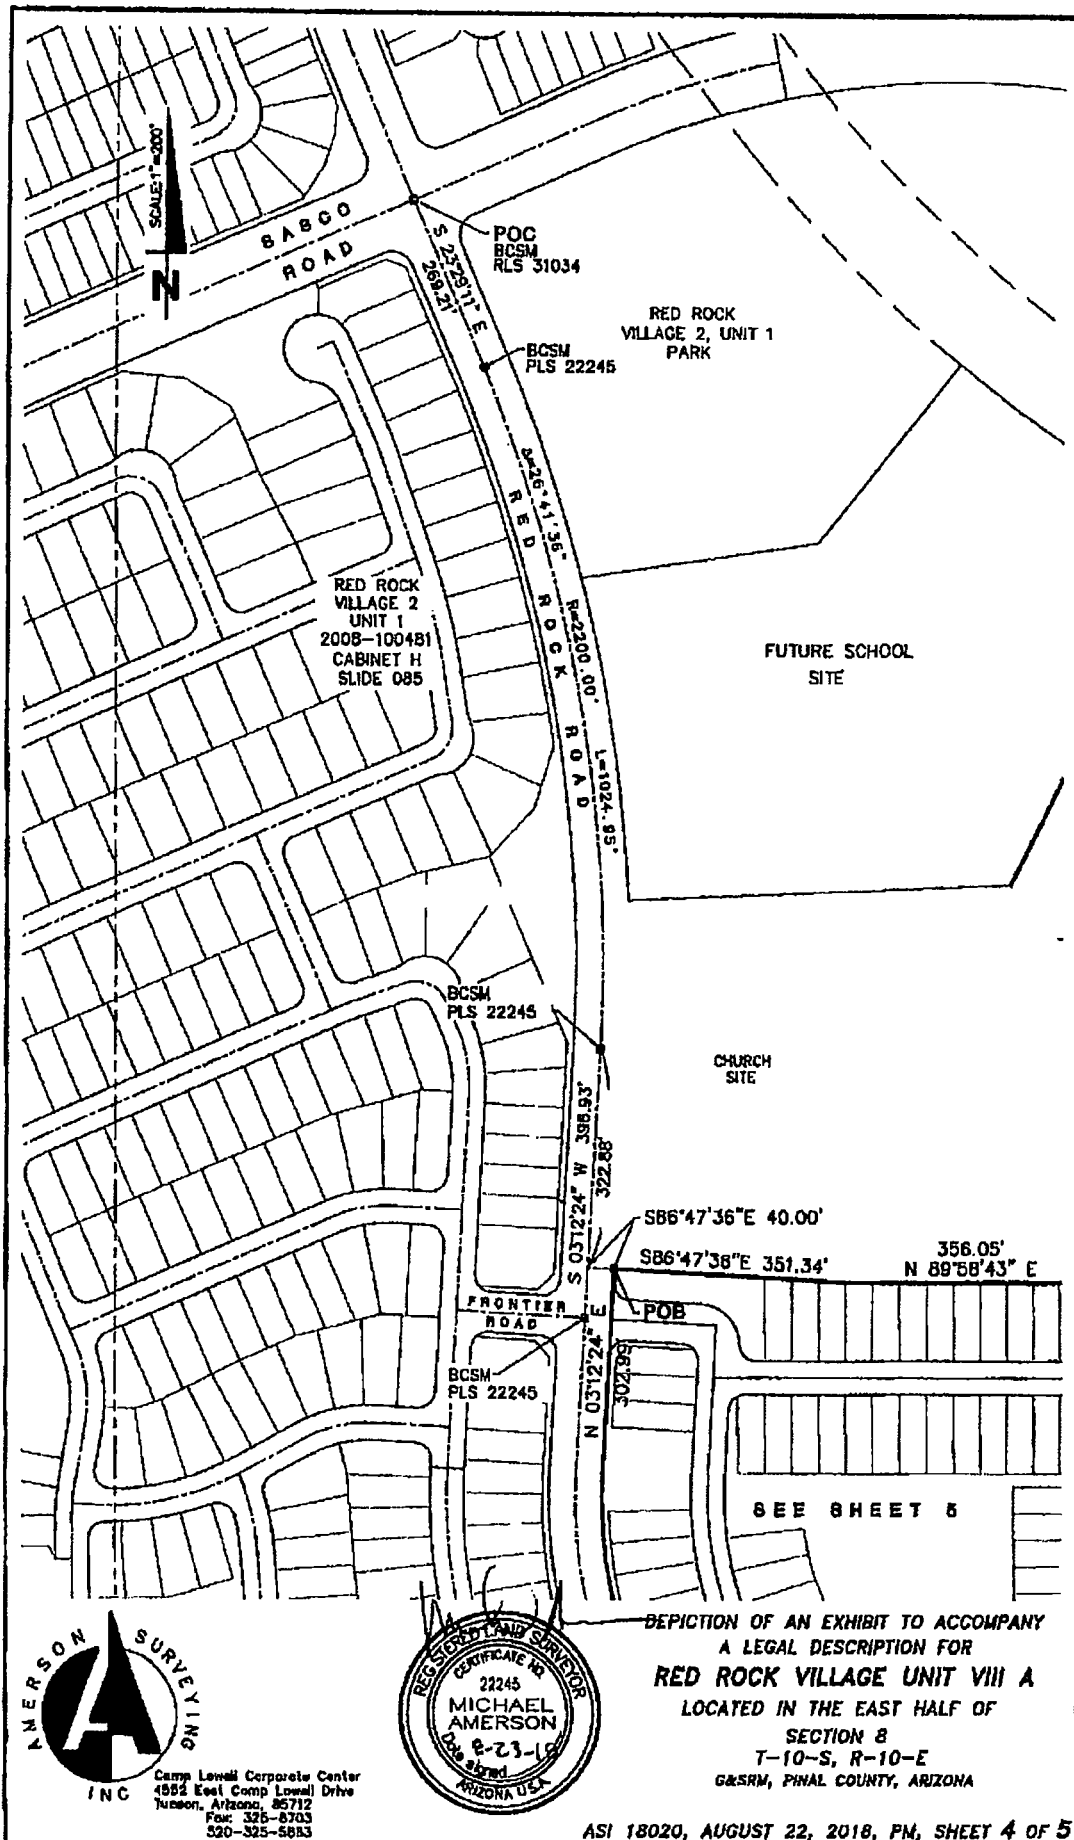 SCALE:1"=200'
N
SASCO
ROAD
POC
BCSM
RLS 31034
S 23°29'11" E
269.21'
RED ROCK
VILLAGE 2, UNIT 1
PARK
BCSM
PLS 22245
Δ=26°41'36" R=2200.00' L=1024.95'
RED ROCK ROAD
RED ROCK
VILLAGE 2
UNIT 1
2008-100481
CABINET H
SLIDE 085
FUTURE SCHOOL
SITE
BCSM
PLS 22245
CHURCH
SITE
S 03°12'24" W 396.93'
322.88'
S86°47'36"E 40.00'
S86°47'36"E 351.34'
356.05'
N 89°58'43" E
FRONTIER
ROAD
POB
BCSM
PLS 22245
N 03°12'24" E
302.99'
SEE SHEET 5
AMERSON SURVEYING
INC
Camp Lowell Corporate Center
4552 East Camp Lowell Drive
Tucson, Arizona, 85712
Fax: 325-8703
520-325-5883
REGISTERED LAND SURVEYOR
CERTIFICATE NO.
22245
MICHAEL
AMERSON
Date signed
ARIZONA U.S.A.
DEPICTION OF AN EXHIBIT TO ACCOMPANY
A LEGAL DESCRIPTION FOR
RED ROCK VILLAGE UNIT VIII A
LOCATED IN THE EAST HALF OF
SECTION 8
T-10-S, R-10-E
G&SRM, PINAL COUNTY, ARIZONA
ASI 18020, AUGUST 22, 2018, PM, SHEET 4 OF 5